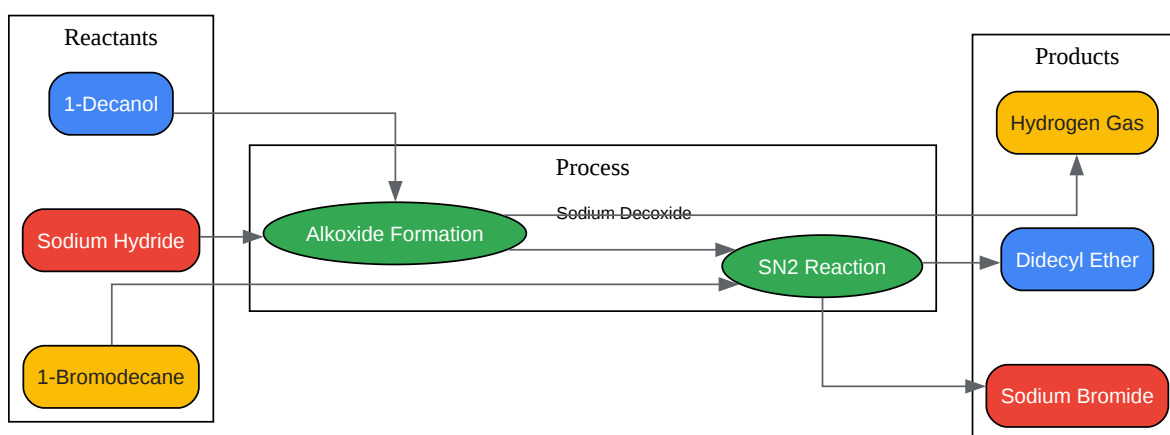 Reactants
1-Decanol
Sodium Hydride
1-Bromodecane
Process
Sodium Decoxide
Alkoxide Formation
SN2 Reaction
Products
Hydrogen Gas
Didecyl Ether
Sodium Bromide